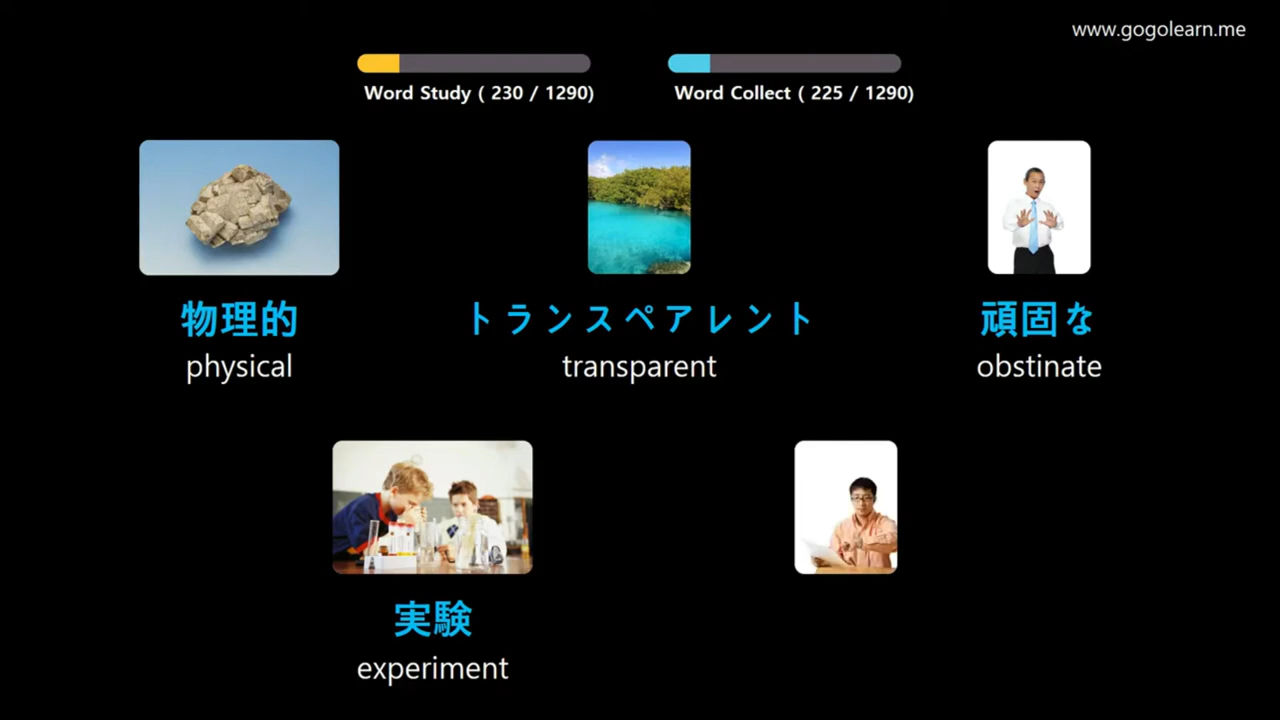 www.gogolearn.me
Word Study ( 230 / 1290)
Word Collect ( 225 / 1290)
物理的
physical
トランスペアレント
transparent
頑固な
obstinate
実験
experiment